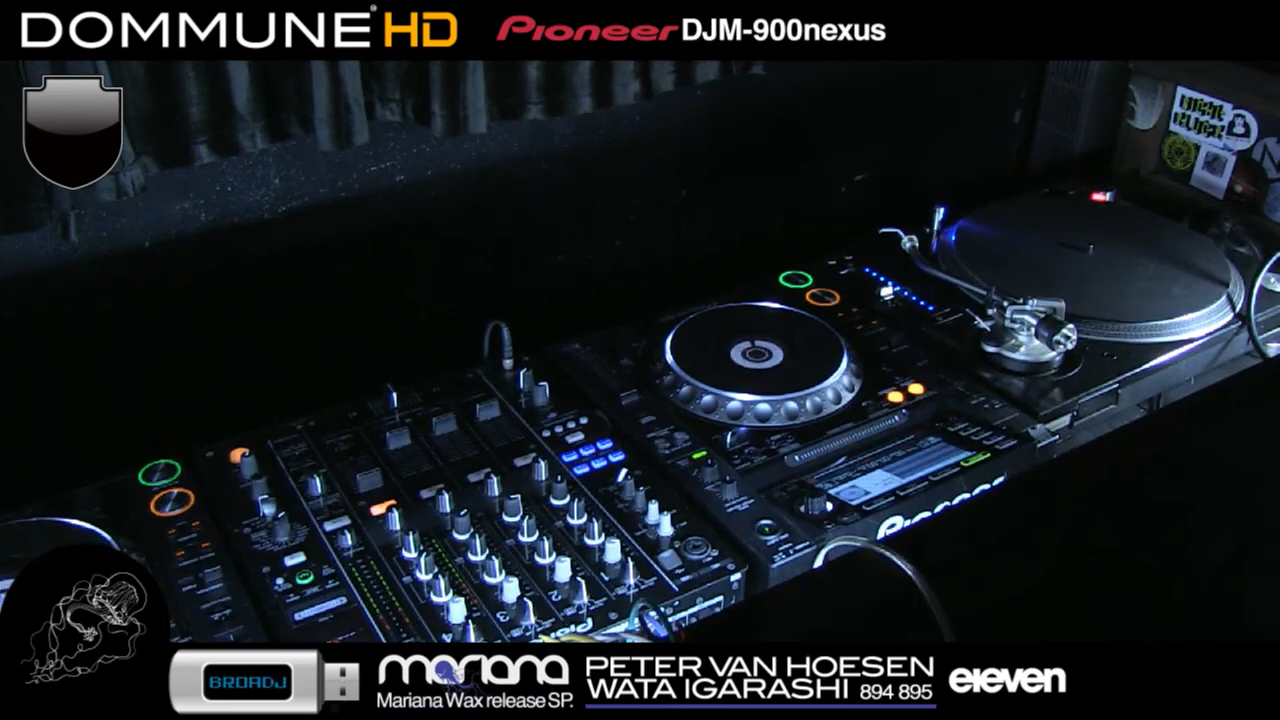 DOMMUNE® HD
Pioneer DJM-900nexus
Pioneer
BROADJ
mariana
Mariana Wax release SP.
PETER VAN HOESEN
WATA IGARASHI 894 895
eleven